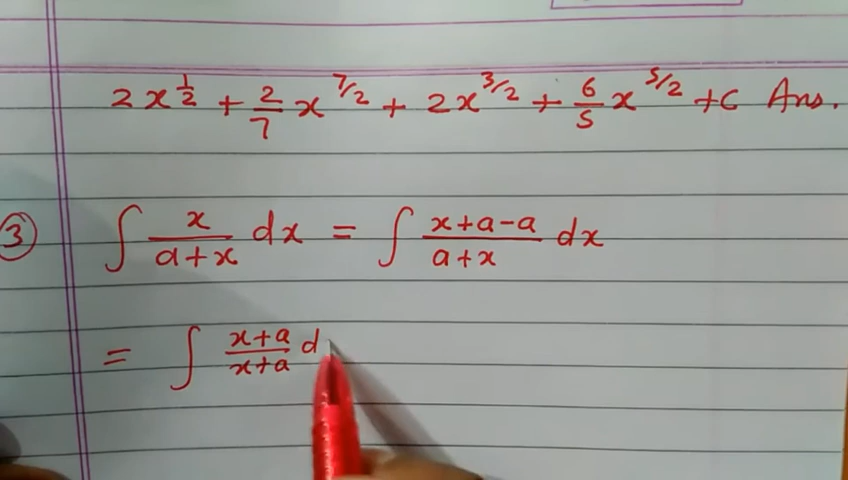 2x^{1/2} + 2/7 x^{7/2} + 2x^{3/2} + 6/5 x^{5/2} + C Ans.
③ ∫ x/(a+x) dx = ∫ (x+a-a)/(a+x) dx
= ∫ (x+a)/(x+a) d